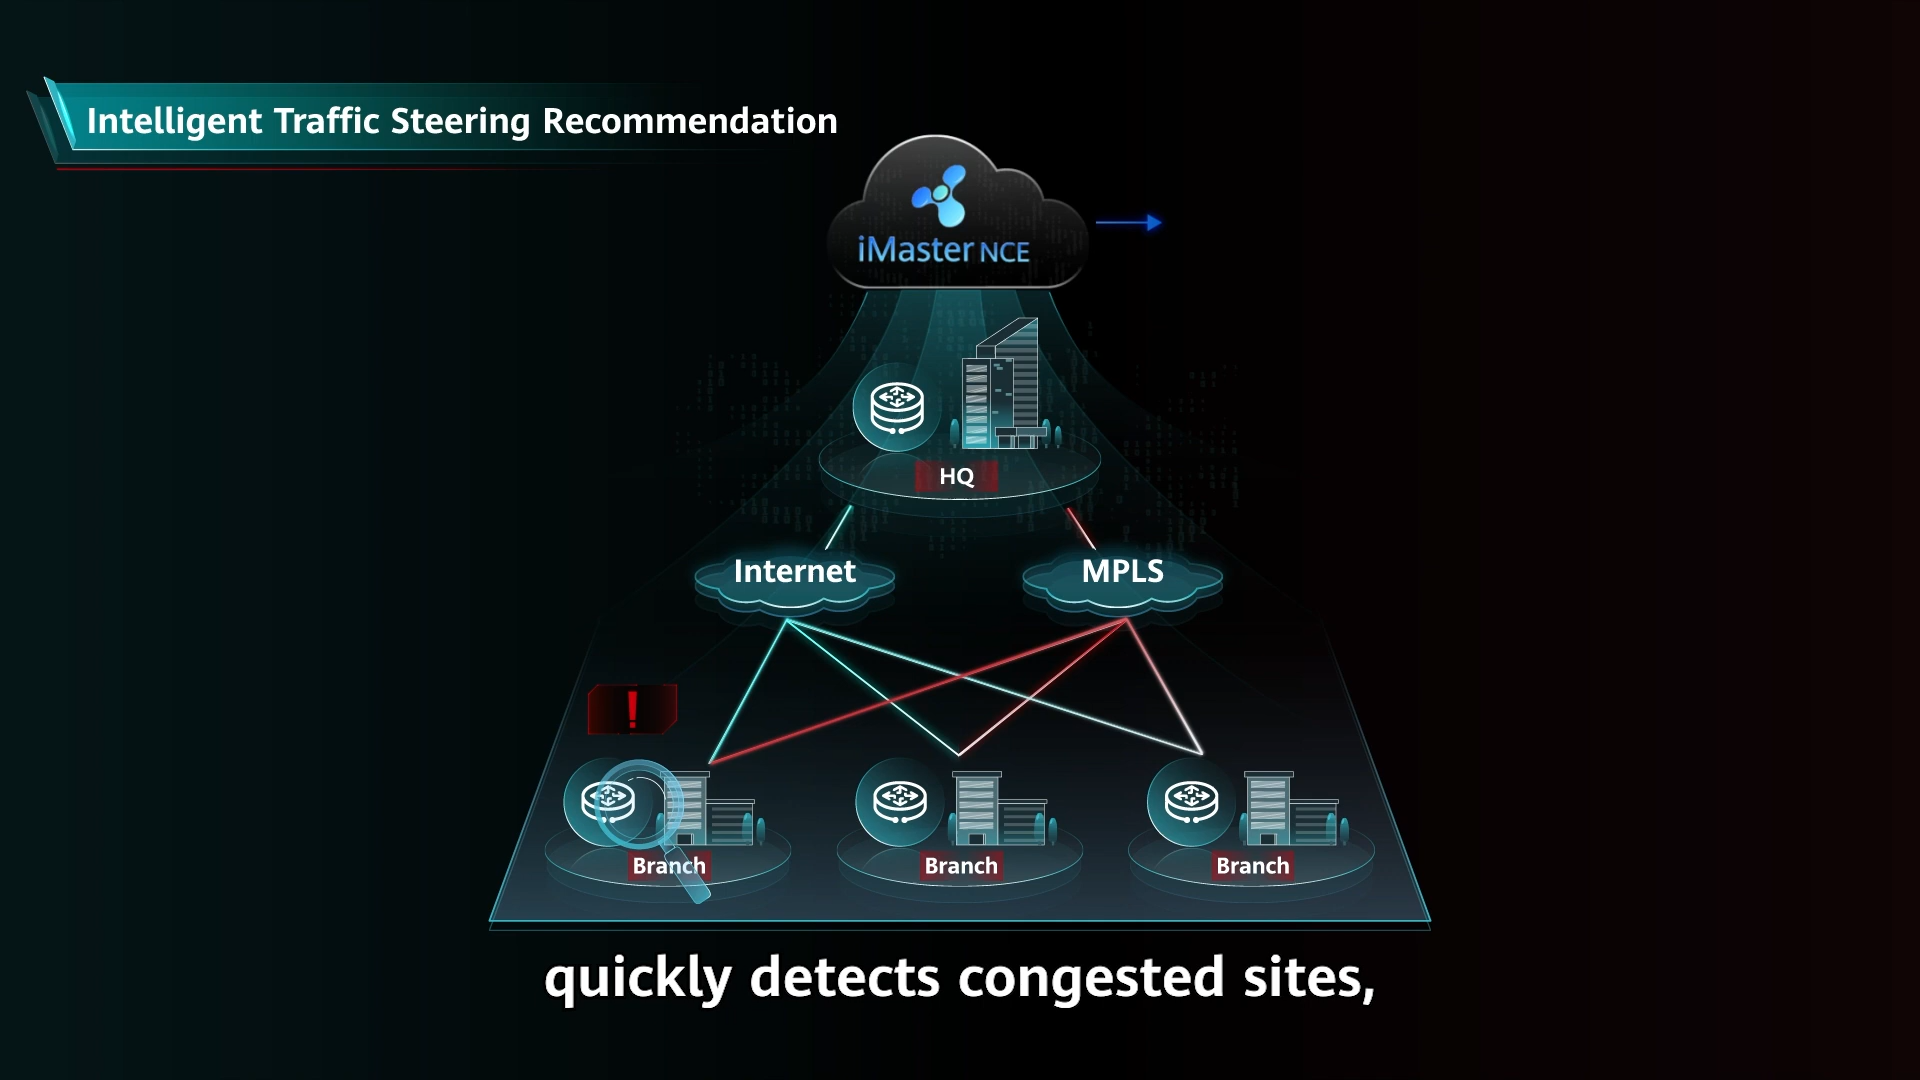 Intelligent Traffic Steering Recommendation
iMaster NCE
HQ
Internet
MPLS
!
Branch
Branch
Branch
quickly detects congested sites,